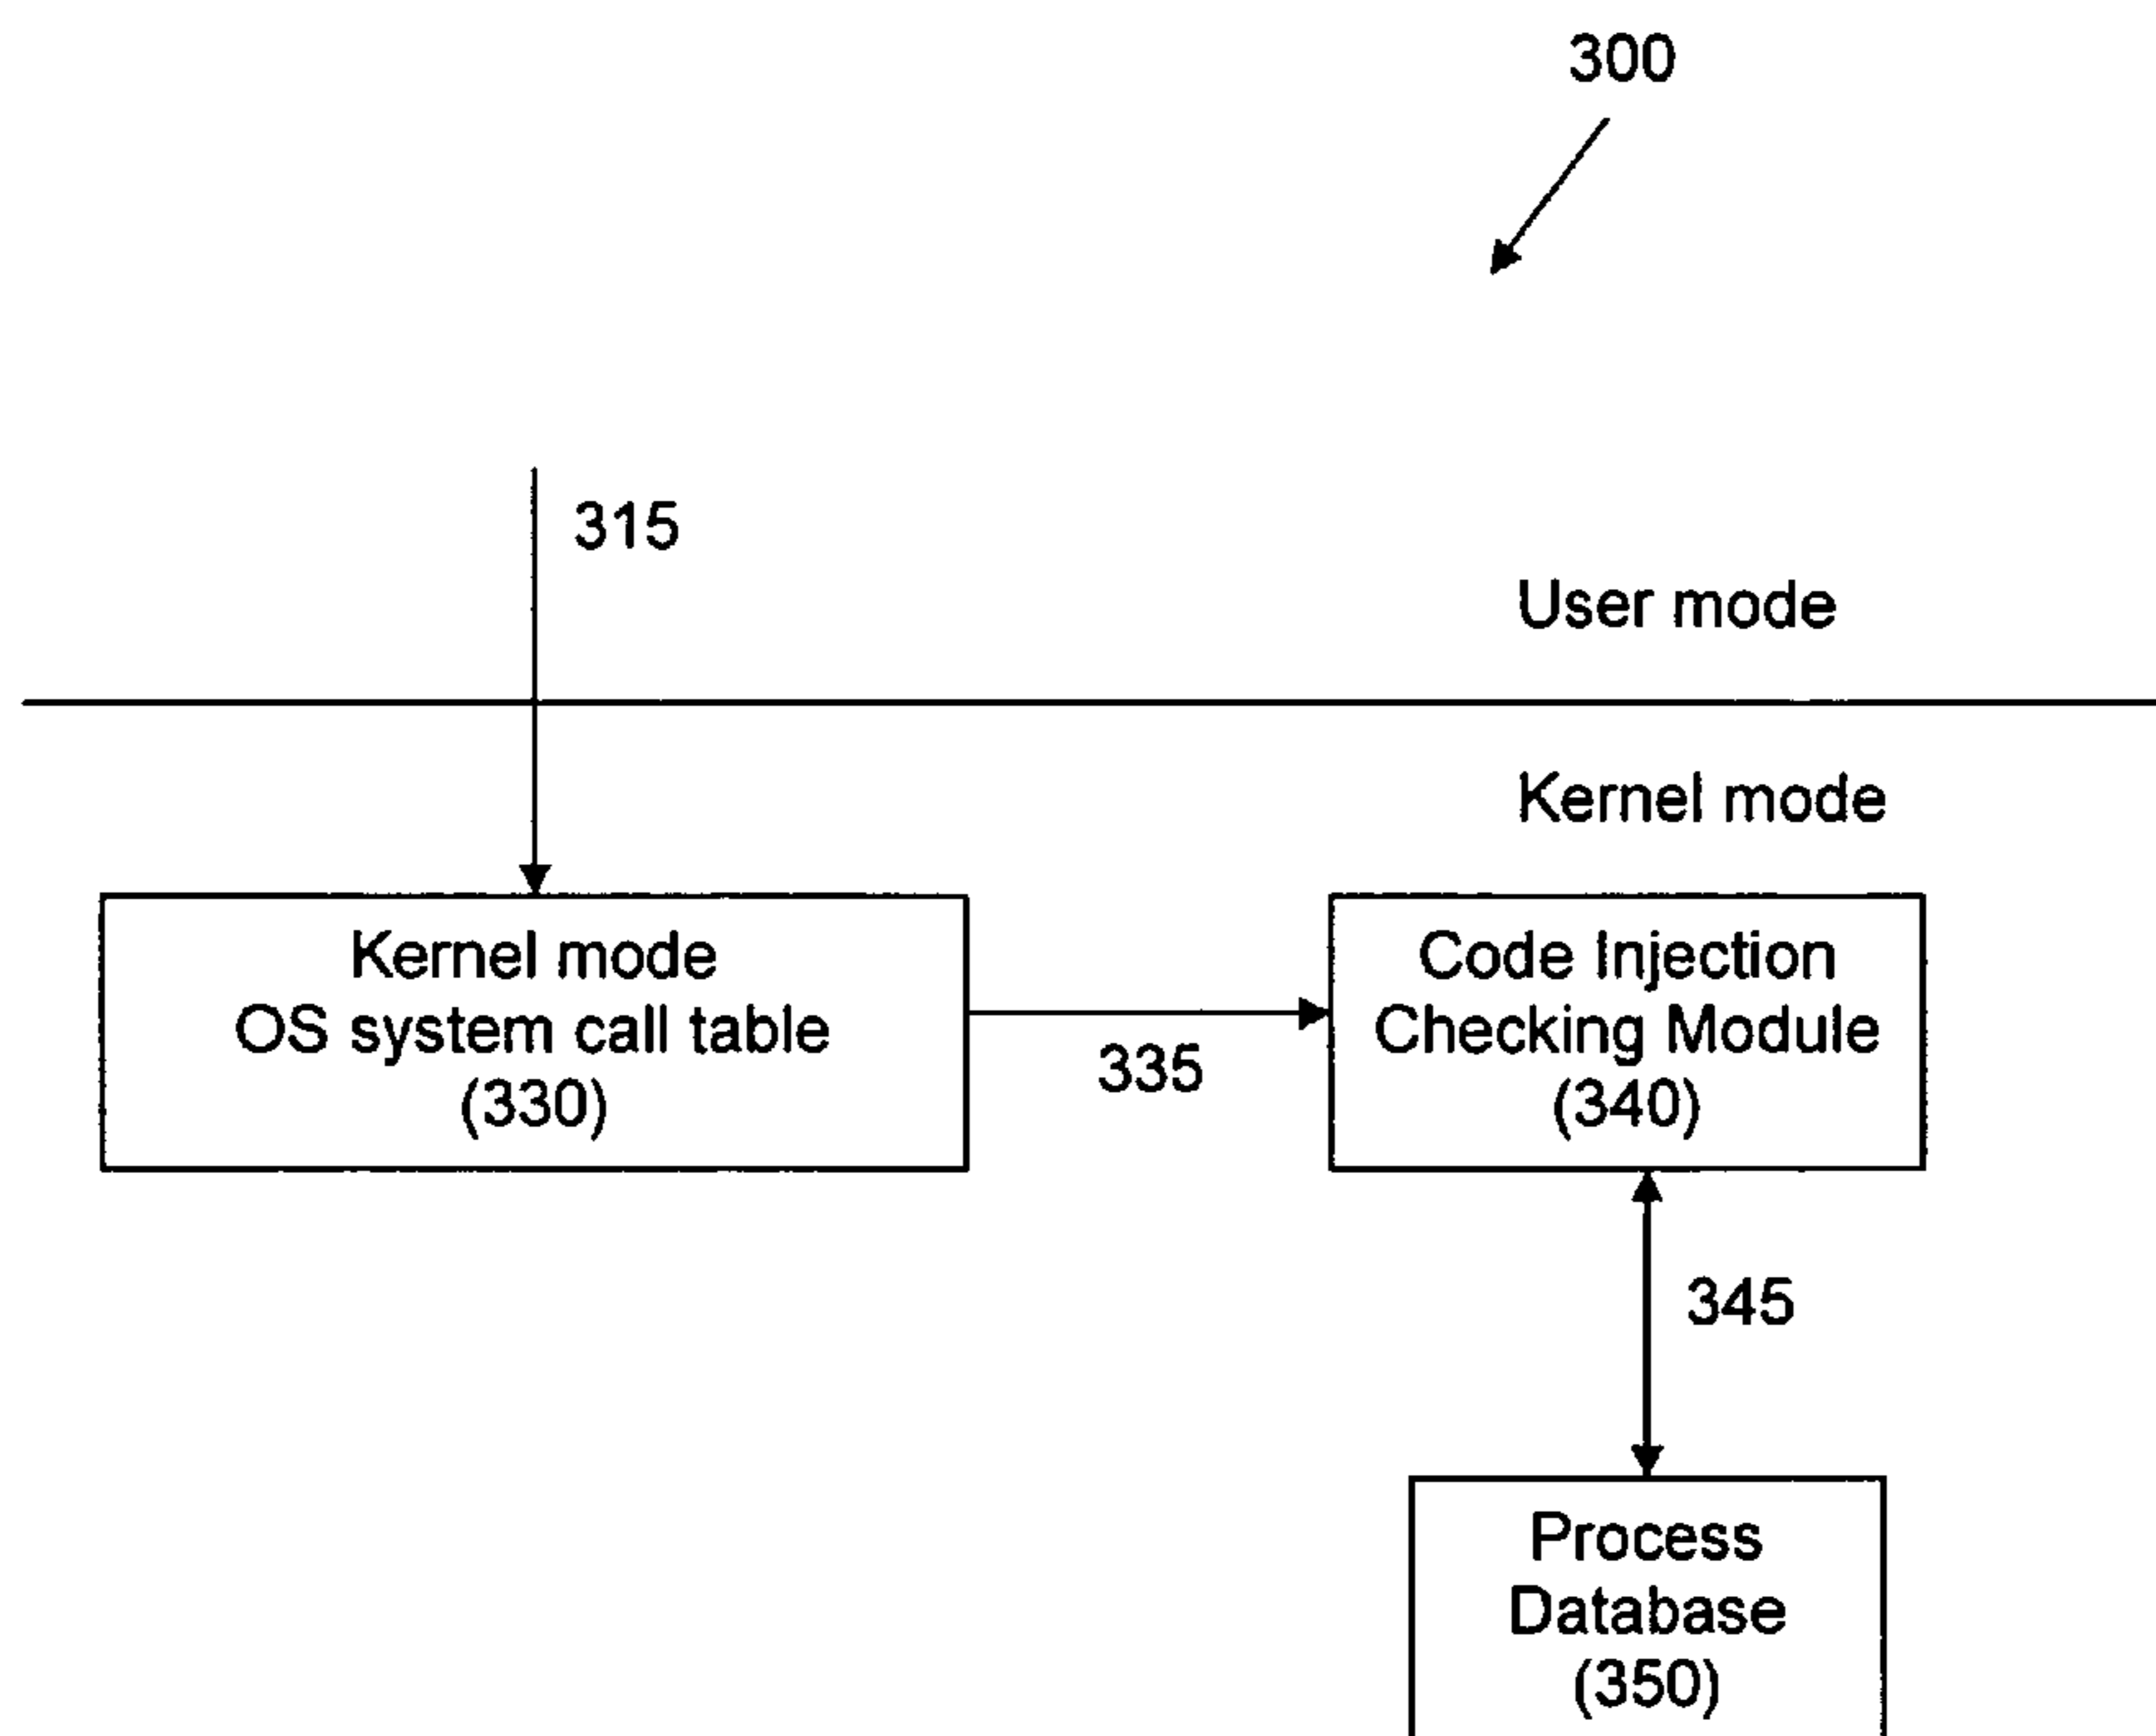 300
315
User mode
Kernel mode
Kernel mode
OS system call table
(330)
335
Code Injection
Checking Module
(340)
345
Process
Database
(350)